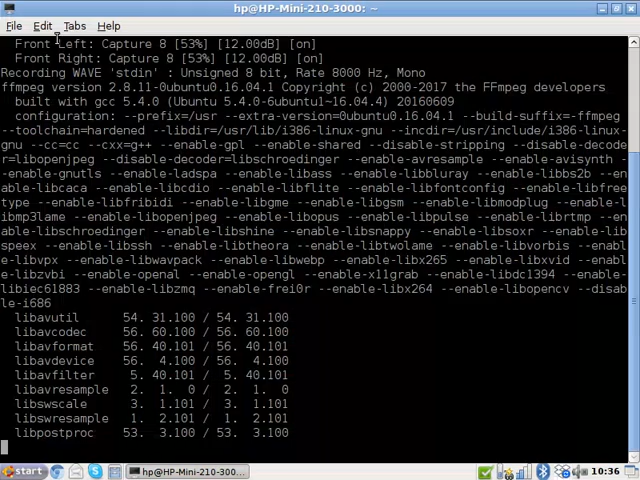 hp@HP-Mini-210-3000: ~
File Edit Tabs Help
Front Left: Capture 8 [53%] [12.00dB] [on]
Front Right: Capture 8 [53%] [12.00dB] [on]
Recording WAVE 'stdin' : Unsigned 8 bit, Rate 8000 Hz, Mono
ffmpeg version 2.8.11-0ubuntu0.16.04.1 Copyright (c) 2000-2017 the FFmpeg developers
built with gcc 5.4.0 (Ubuntu 5.4.0-6ubuntu1~16.04.4) 20160609
configuration: --prefix=/usr --extra-version=0ubuntu0.16.04.1 --build-suffix=-ffmpeg
--toolchain=hardened --libdir=/usr/lib/i386-linux-gnu --incdir=/usr/include/i386-linux-
gnu --cc=cc --cxx=g++ --enable-gpl --enable-shared --disable-stripping --disable-decode
r=libopenjpeg --disable-decoder=libschroedinger --enable-avresample --enable-avisynth -
-enable-gnutls --enable-ladspa --enable-libass --enable-libbluray --enable-libbs2b --en
able-libcaca --enable-libcdio --enable-libflite --enable-libfontconfig --enable-libfree
type --enable-libfribidi --enable-libgme --enable-libgsm --enable-libmodplug --enable-l
ibmp3lame --enable-libopenjpeg --enable-libopus --enable-libpulse --enable-librtmp --en
able-libschroedinger --enable-libshine --enable-libsnappy --enable-libsoxr --enable-lib
speex --enable-libssh --enable-libtheora --enable-libtwolame --enable-libvorbis --enabl
e-libvpx --enable-libwavpack --enable-libwebp --enable-libx265 --enable-libxvid --enabl
e-libzvbi --enable-openal --enable-opengl --enable-x11grab --enable-libdc1394 --enable-
libiec61883 --enable-libzmq --enable-frei0r --enable-libx264 --enable-libopencv --disab
le-i686
libavutil 54. 31.100 / 54. 31.100
libavcodec 56. 60.100 / 56. 60.100
libavformat 56. 40.101 / 56. 40.101
libavdevice 56. 4.100 / 56. 4.100
libavfilter 5. 40.101 / 5. 40.101
libavresample 2. 1. 0 / 2. 1. 0
libswscale 3. 1.101 / 3. 1.101
libswresample 1. 2.101 / 1. 2.101
libpostproc 53. 3.100 / 53. 3.100
start hp@HP-Mini-210-300... 10:36